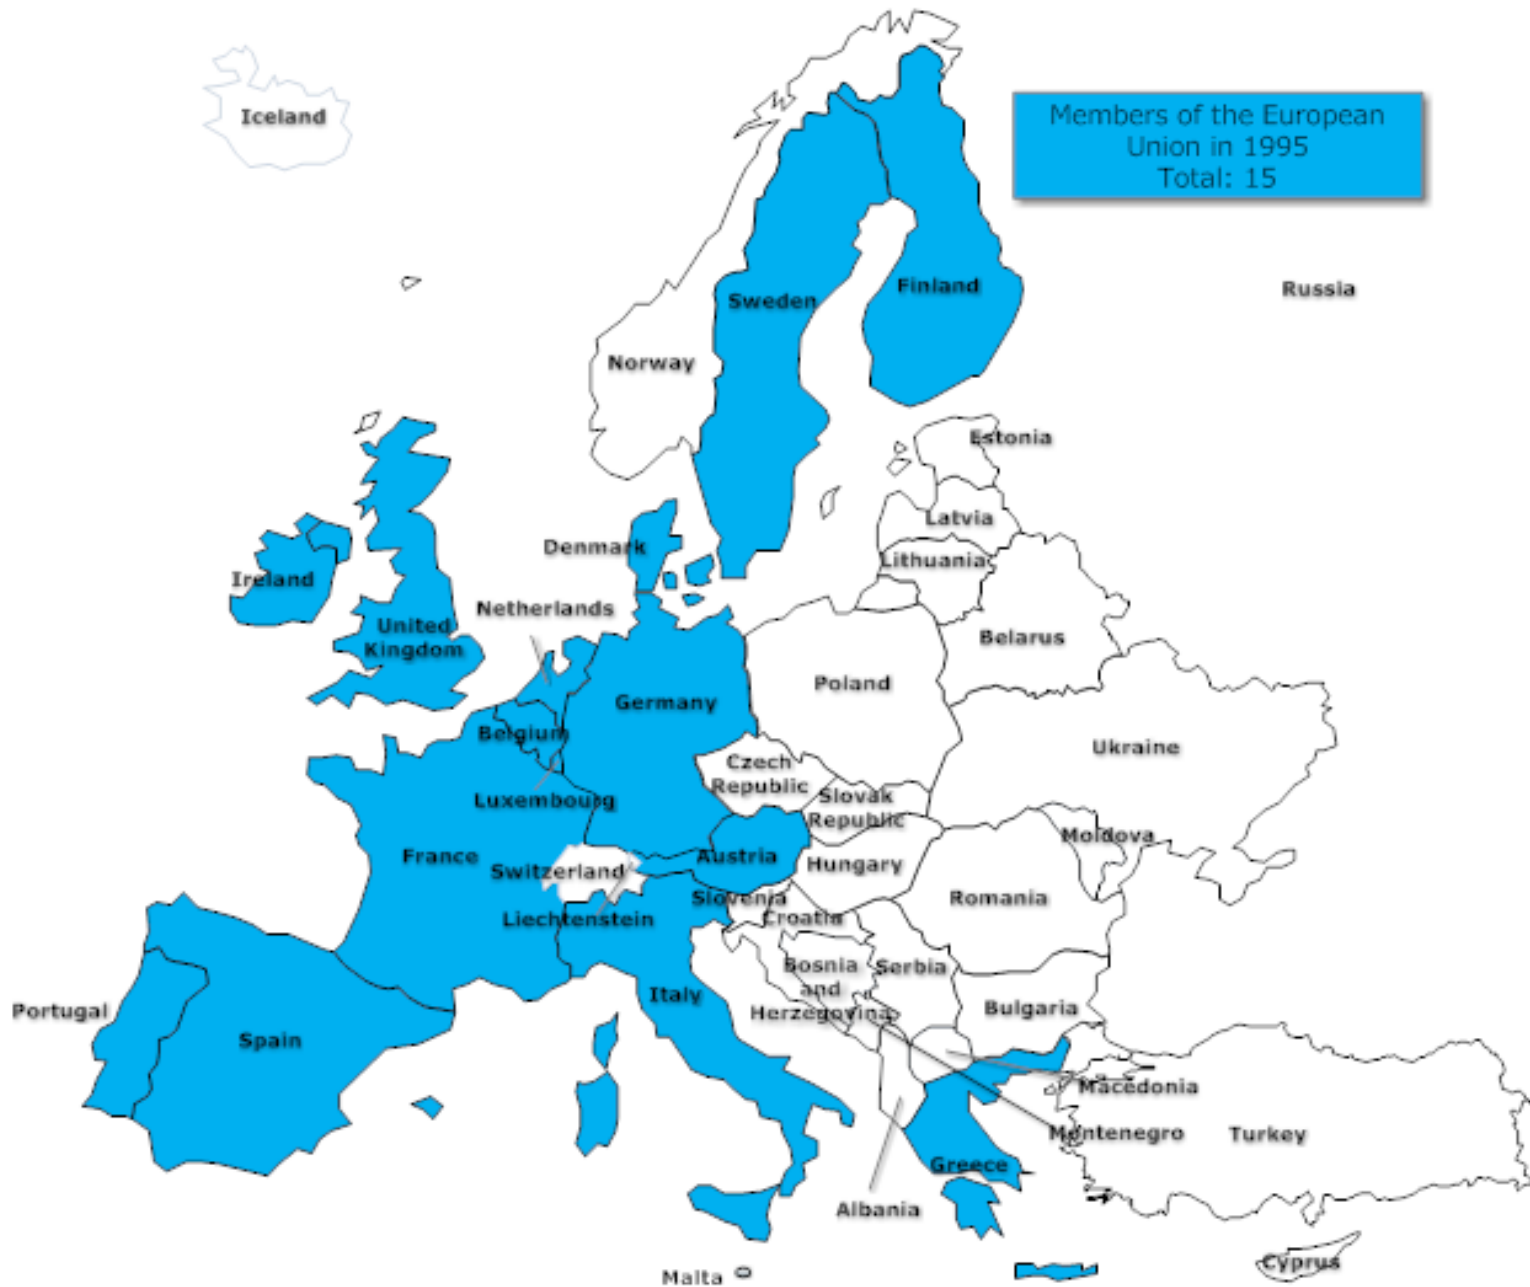 Iceland
Members of the European
Union in 1995
Total: 15
Finland
Russia
Sweden
Norway
Estonia
Latvia
Denmark
Lithuania
Ireland
Netherlands
United
Kingdom
Belarus
Poland
Germany
Belgium
Ukraine
Czech
Republic
Luxembourg
Slovak
Republic
Moldova
France
Austria
Hungary
Switzerland
Slovenia
Romania
Liechtenstein
Croatia
Bosnia
and
Herzegovina
Serbia
Italy
Bulgaria
Portugal
Spain
Macedonia
Montenegro
Turkey
Greece
Albania
Cyprus
Malta